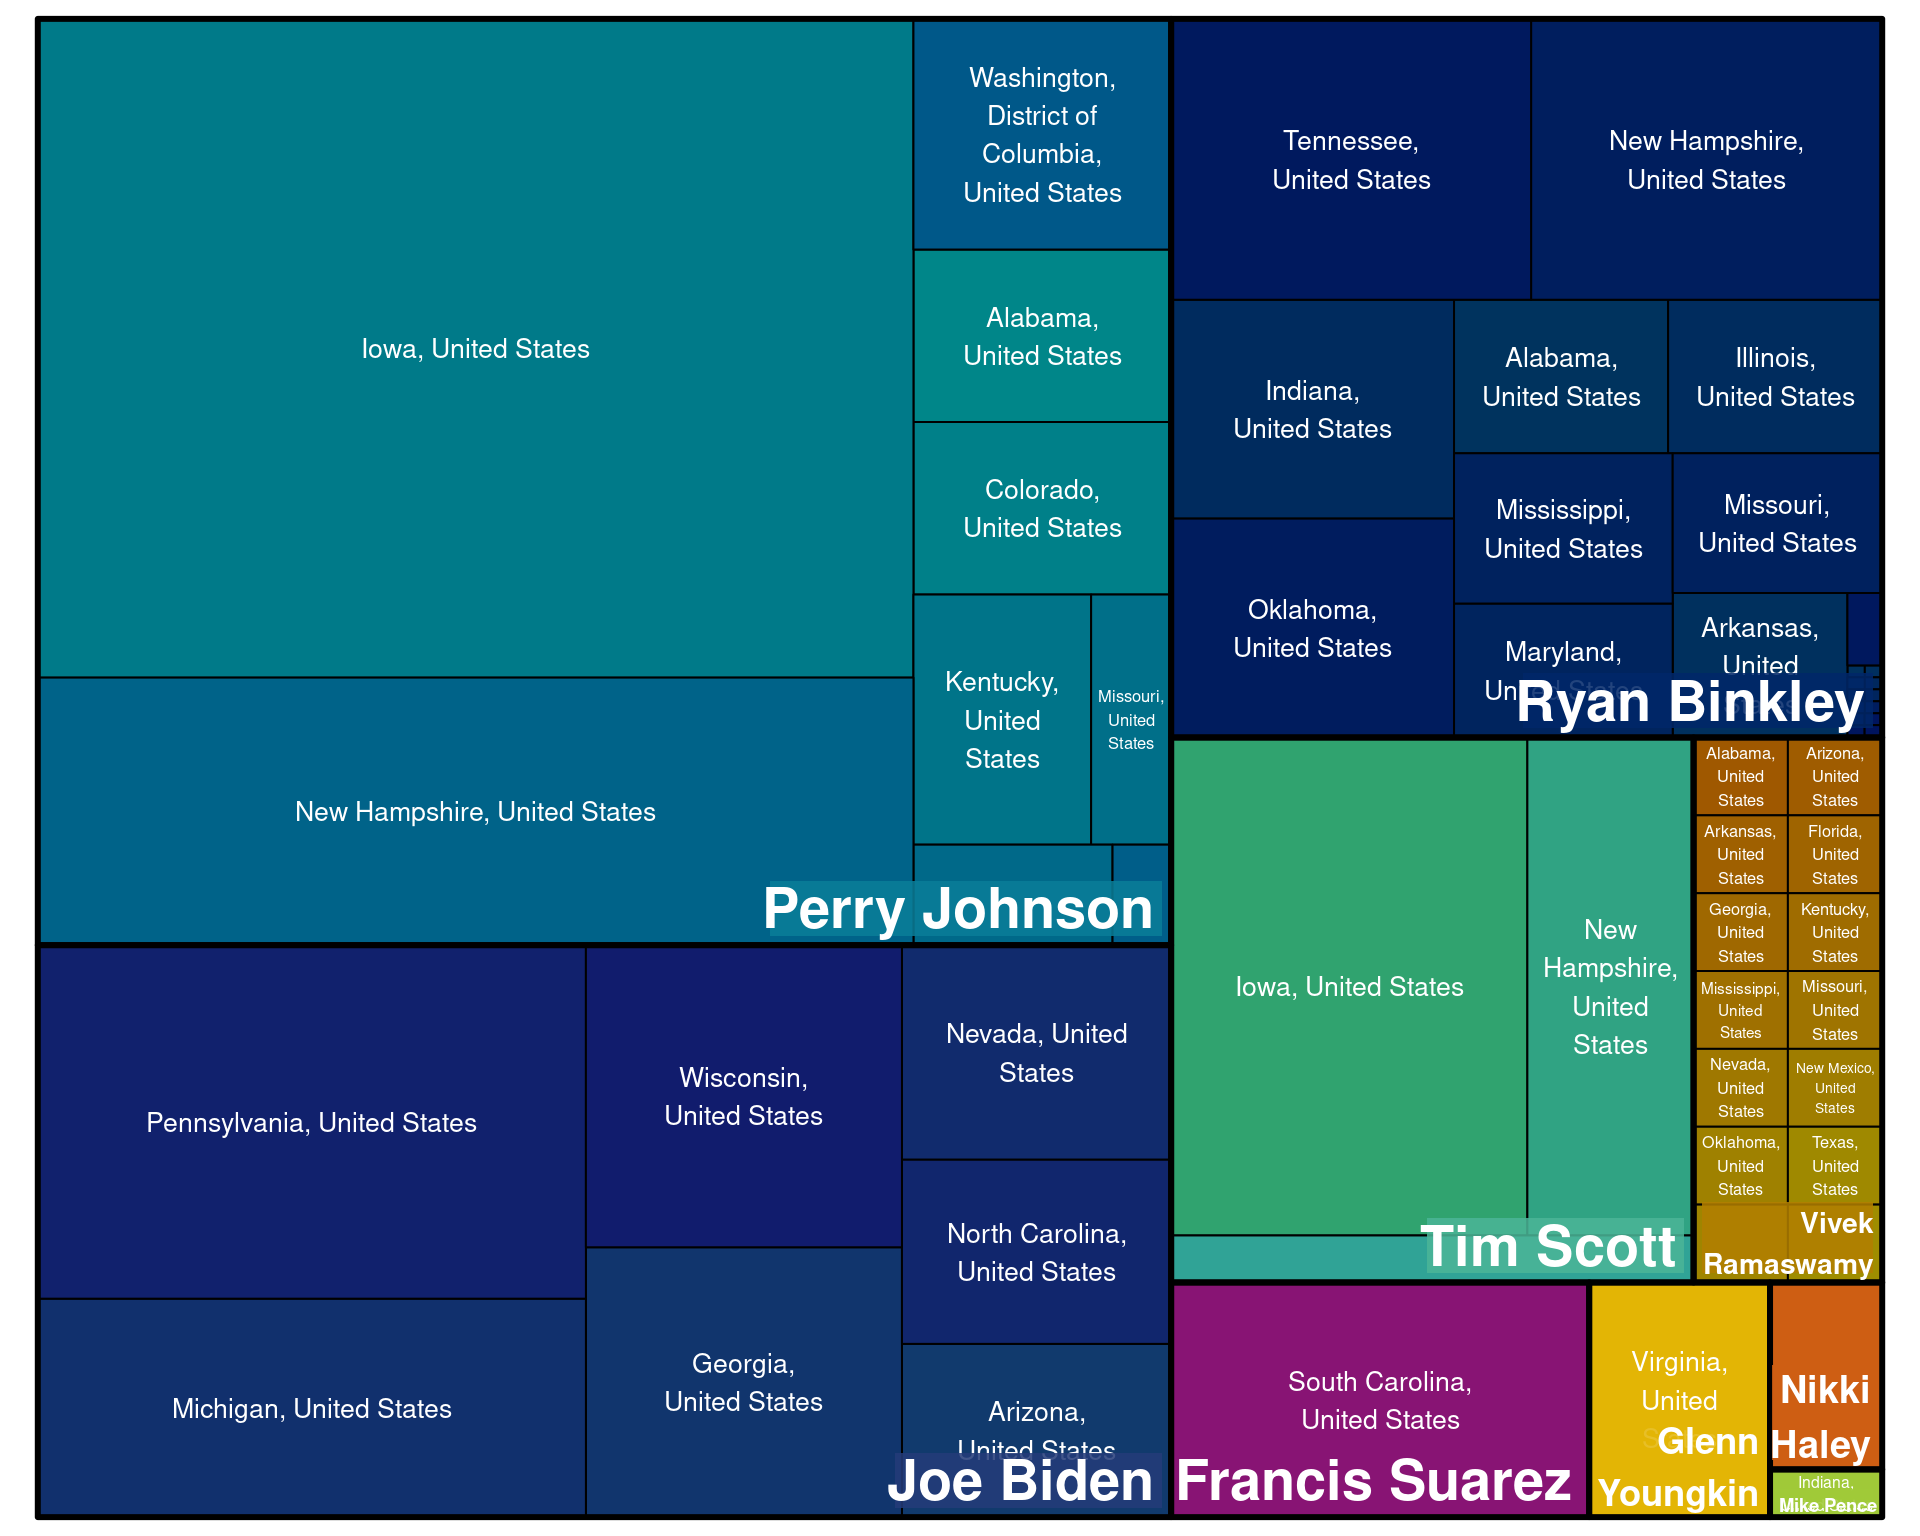 Iowa, United States
New Hampshire, United States
Washington,
District of
Columbia,
United States
Alabama,
United States
Colorado,
United States
Kentucky,
United
States
Missouri,
United
States
Perry Johnson
Pennsylvania, United States
Michigan, United States
Wisconsin,
United States
Georgia,
United States
Nevada, United
States
North Carolina,
United States
Arizona,
United States
Joe Biden
Tennessee,
United States
New Hampshire,
United States
Indiana,
United States
Oklahoma,
United States
Alabama,
United States
Illinois,
United States
Mississippi,
United States
Missouri,
United States
Maryland,
United States
Arkansas,
United
States
Ryan Binkley
Iowa, United States
New
Hampshire,
United
States
Tim Scott
Alabama,
United
States
Arizona,
United
States
Arkansas,
United
States
Florida,
United
States
Georgia,
United
States
Kentucky,
United
States
Mississippi,
United
States
Missouri,
United
States
Nevada,
United
States
New Mexico,
United
States
Oklahoma,
United
States
Texas,
United
States
Vivek
Ramaswamy
South Carolina,
United States
Francis Suarez
Virginia,
United
Glenn
Youngkin
Nikki
Haley
Indiana,
Mike Pence